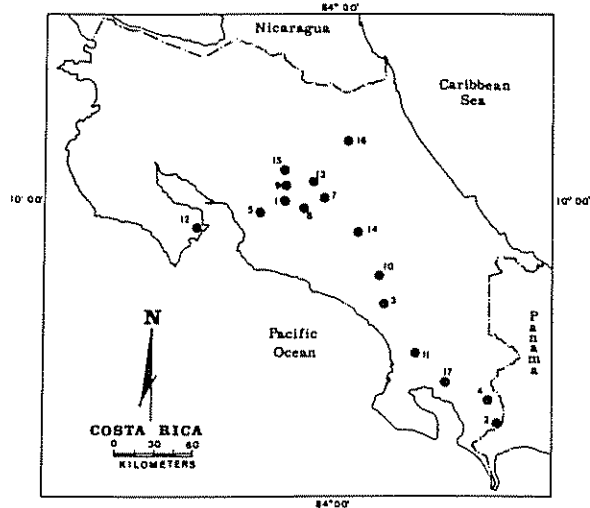 84° 00'
Nicaragua
Caribbean
Sea
16
15
13
9
7
10° 00'
1
10° 00'
5
8
12
14
10
3
N
Pacific
Ocean
Panama
11
17
4
2
COSTA RICA
0 30 60
KILOMETERS
84° 00'